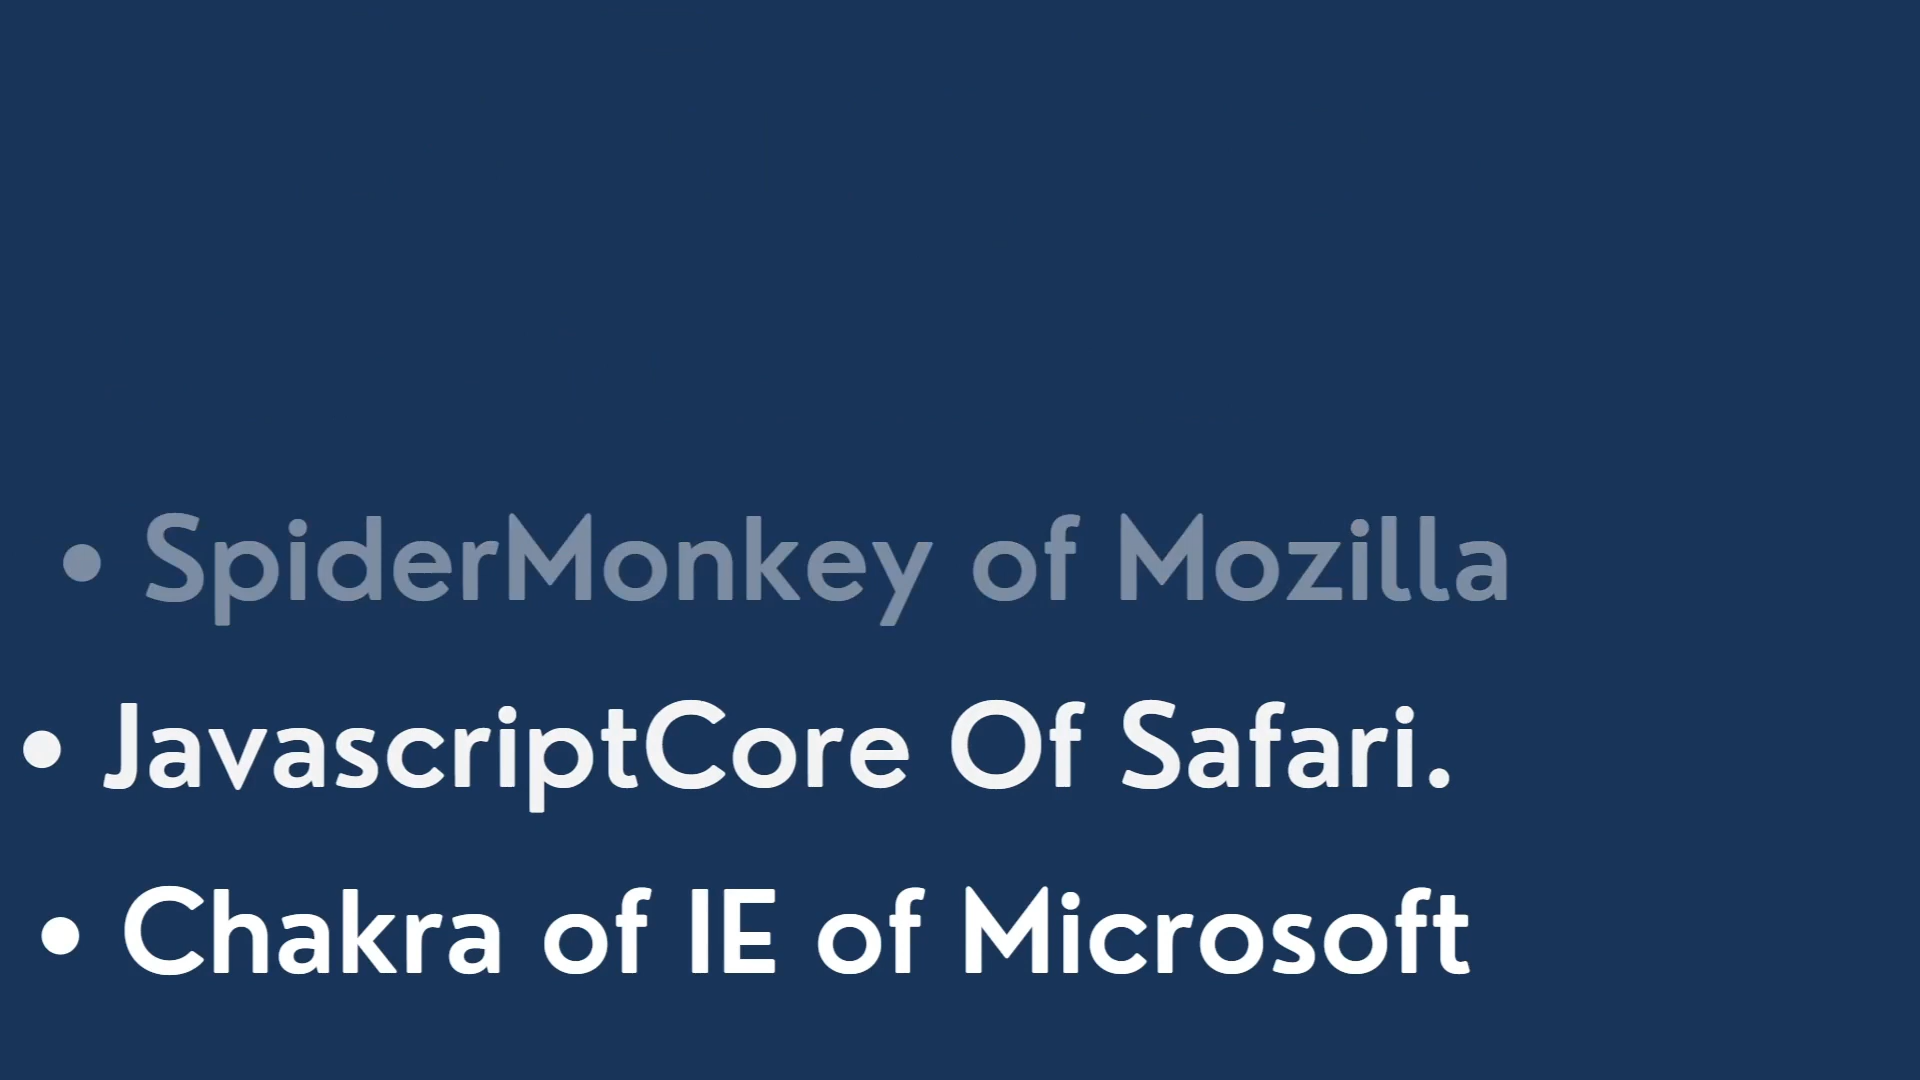 • SpiderMonkey of Mozilla
• JavascriptCore Of Safari.
• Chakra of IE of Microsoft